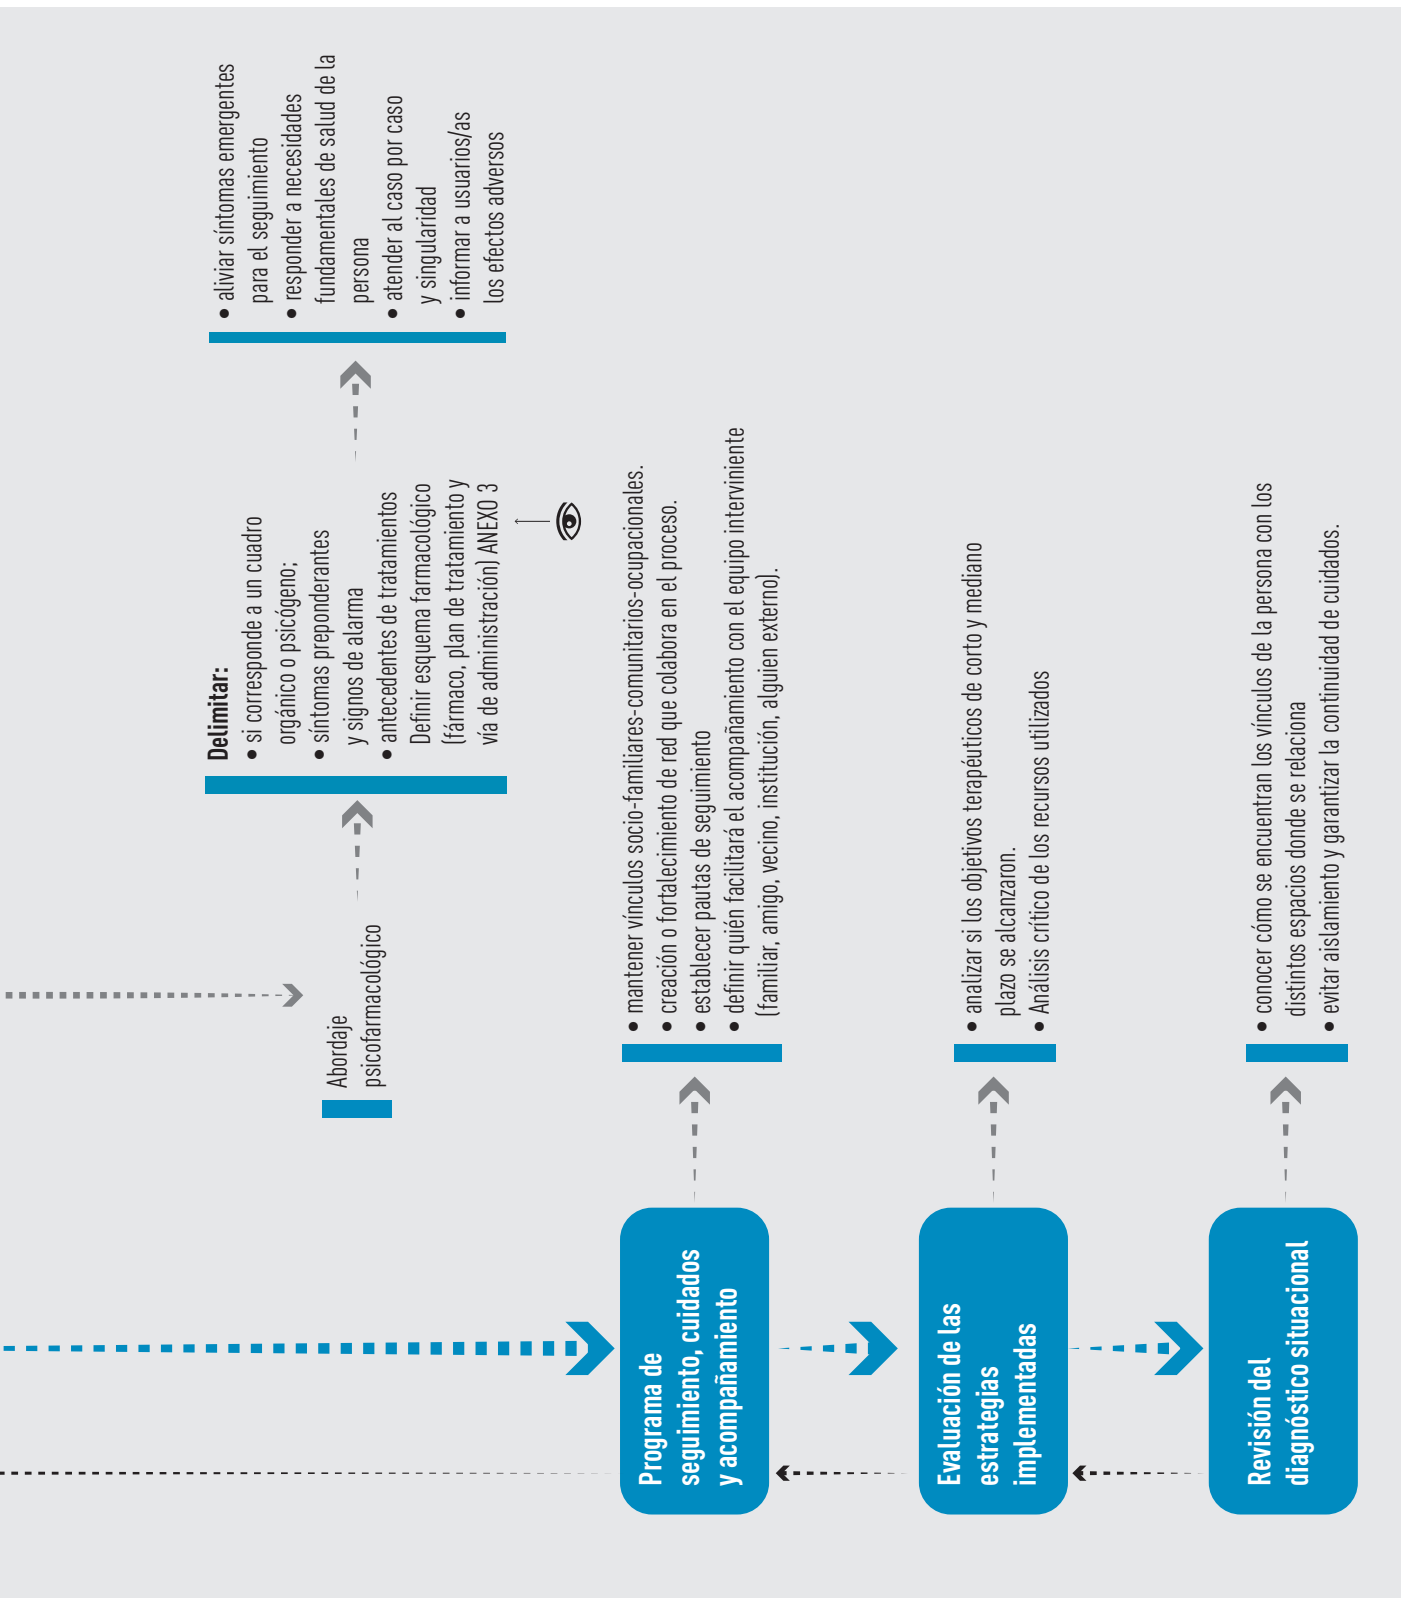 Abordaje
psicofarmacológico
Delimitar:
• si corresponde a un cuadro
orgánico o psicógeno;
• síntomas preponderantes
y signos de alarma
• antecedentes de tratamientos
Definir esquema farmacológico
(fármaco, plan de tratamiento y
vía de administración) ANEXO 3
• aliviar síntomas emergentes
para el seguimiento
• responder a necesidades
fundamentales de salud de la
persona
• atender al caso por caso
y singularidad
• informar a usuarios/as
los efectos adversos
Programa de
seguimiento, cuidados
y acompañamiento
• mantener vínculos socio-familiares-comunitarios-ocupacionales.
• creación o fortalecimiento de red que colabora en el proceso.
• establecer pautas de seguimiento
• definir quién facilitará el acompañamiento con el equipo interviniente
(familiar, amigo, vecino, institución, alguien externo).
Evaluación de las
estrategias
implementadas
• analizar si los objetivos terapéuticos de corto y mediano
plazo se alcanzaron.
• Análisis crítico de los recursos utilizados
Revisión del
diagnóstico situacional
• conocer cómo se encuentran los vínculos de la persona con los
distintos espacios donde se relaciona
• evitar aislamiento y garantizar la continuidad de cuidados.